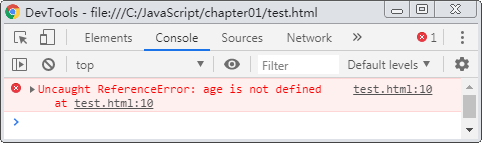 DevTools - file:///C:/JavaScript/chapter01/test.html
Elements Console Sources Network » 1
top Filter Default levels
Uncaught ReferenceError: age is not defined test.html:10
at test.html:10